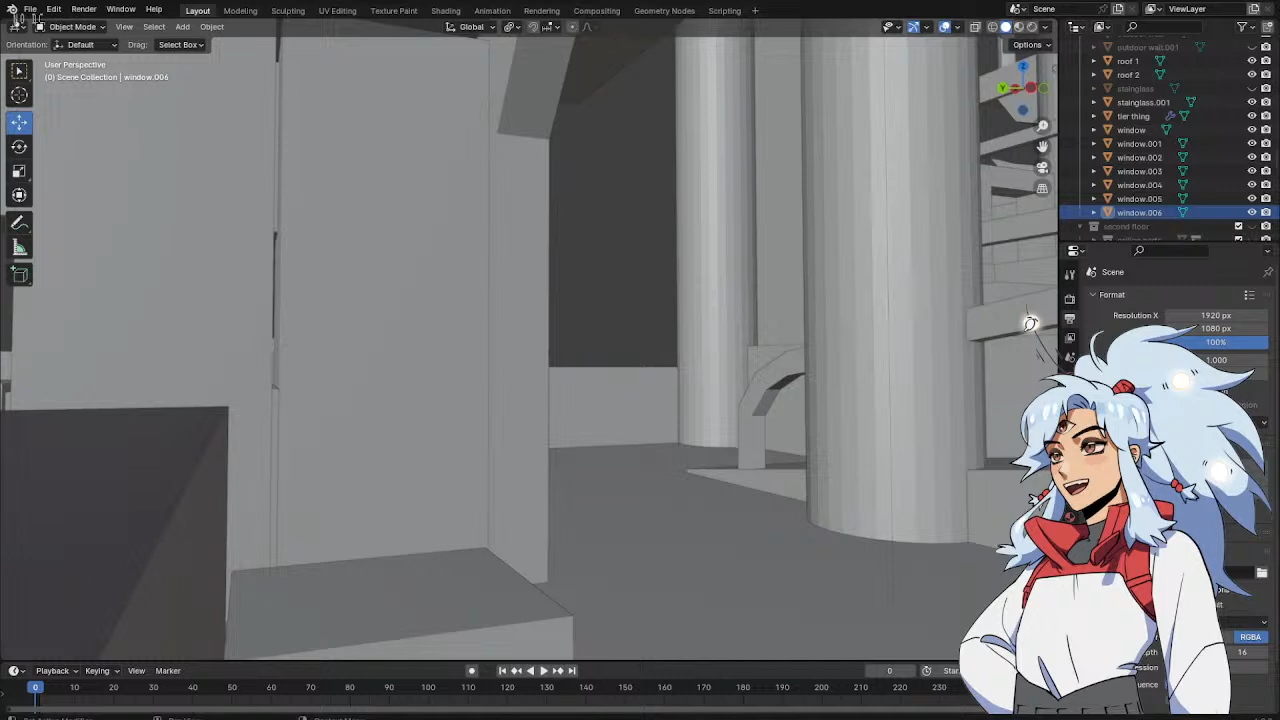 File Edit Render Window Help Layout Modeling Sculpting UV Editing Texture Paint Shading Animation Rendering Compositing Geometry Nodes Scripting + Scene ViewLayer
Object Mode View Select Add Object Global
Orientation: Default Drag: Select Box Options
User Perspective
(0) Scene Collection | window.006
outdoor wall.001
roof 1
roof 2
stainglass
stainglass.001
tier thing
window
window.001
window.002
window.003
window.004
window.005
window.006
second floor
Scene
Format
Resolution X 1920 px
1080 px
100%
1.000
RGBA
16
Playback Keying View Marker 0
0 10 20 30 40 50 60 70 80 90 100 110 120 130 140 150 160 170 180 190 200 210 220 230